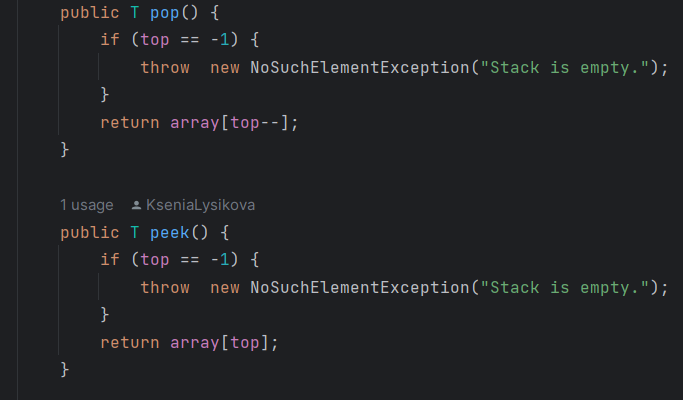 public T pop() {
if (top == -1) {
throw  new NoSuchElementException("Stack is empty.");
}
return array[top--];
}
1 usage KseniaLysikova
public T peek() {
if (top == -1) {
throw  new NoSuchElementException("Stack is empty.");
}
return array[top];
}